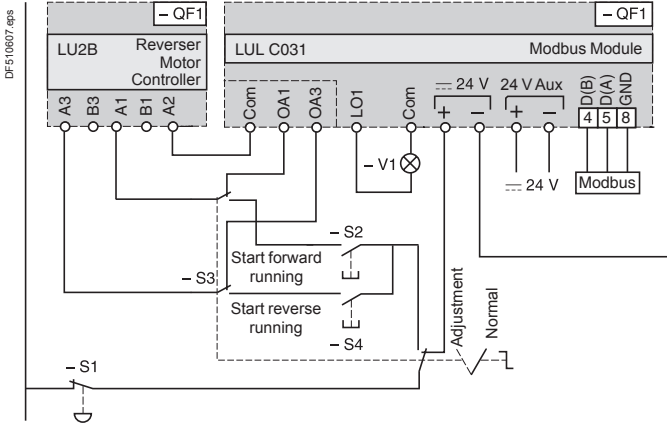 DF510607.eps
– QF1
– QF1
LU2B
Reverser
Motor
Controller
LUL C031
Modbus Module
A3
B3
A1
B1
A2
Com
OA1
OA3
LO1
Com
24 V
+
–
24 V Aux
+
–
D(B)
D(A)
GND
4
5
8
– V1
24 V
Modbus
– S2
Start forward
running
– S3
Start reverse
running
– S4
Adjustment
Normal
– S1